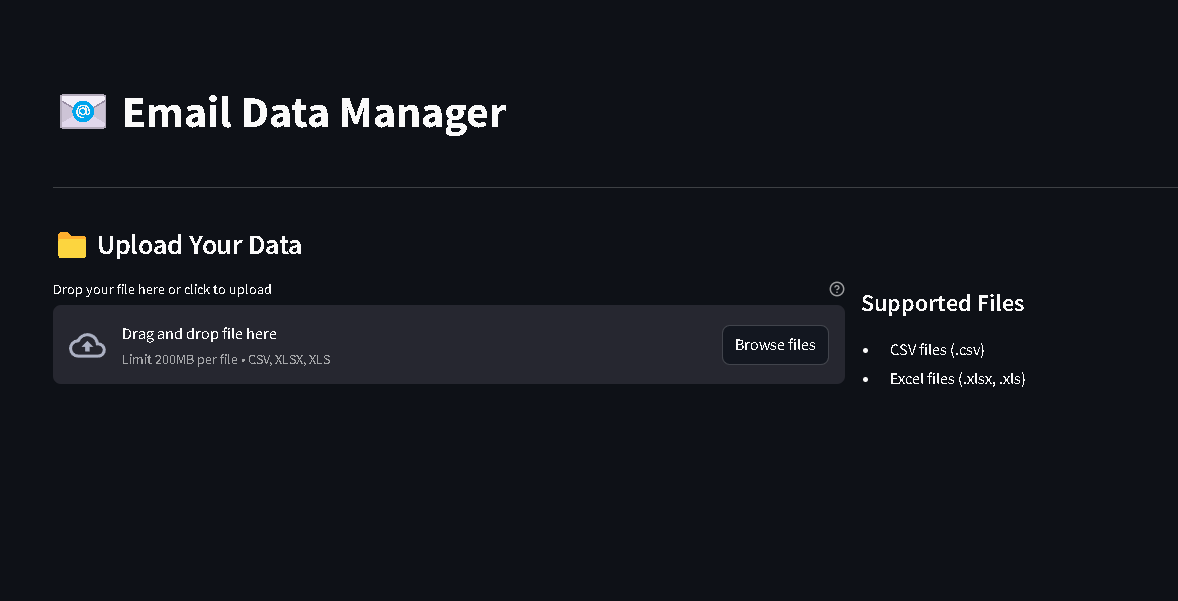 Email Data Manager
Upload Your Data
Drop your file here or click to upload
Drag and drop file here
Limit 200MB per file • CSV, XLSX, XLS
Browse files
Supported Files
• CSV files (.csv)
• Excel files (.xlsx, .xls)